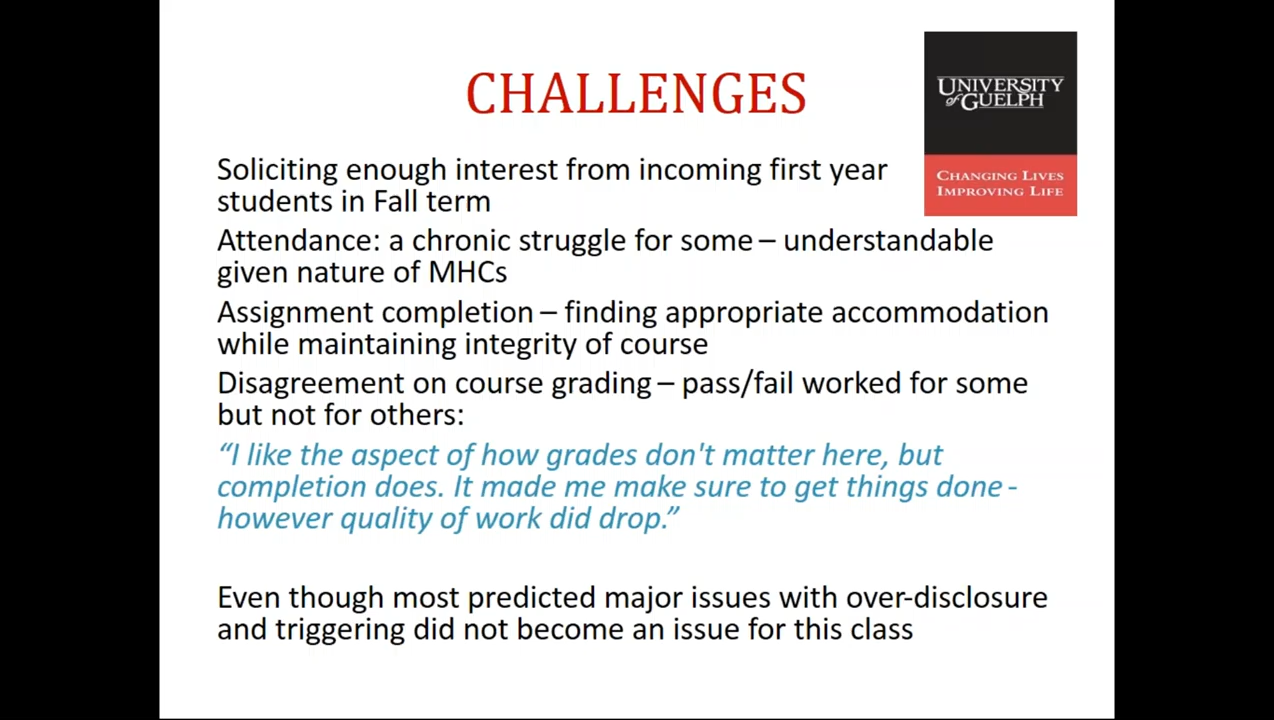 CHALLENGES
UNIVERSITY
of GUELPH
CHANGING LIVES
IMPROVING LIFE
Soliciting enough interest from incoming first year
students in Fall term
Attendance: a chronic struggle for some – understandable
given nature of MHCs
Assignment completion – finding appropriate accommodation
while maintaining integrity of course
Disagreement on course grading – pass/fail worked for some
but not for others:
“I like the aspect of how grades don't matter here, but
completion does. It made me make sure to get things done -
however quality of work did drop.”
Even though most predicted major issues with over-disclosure
and triggering did not become an issue for this class